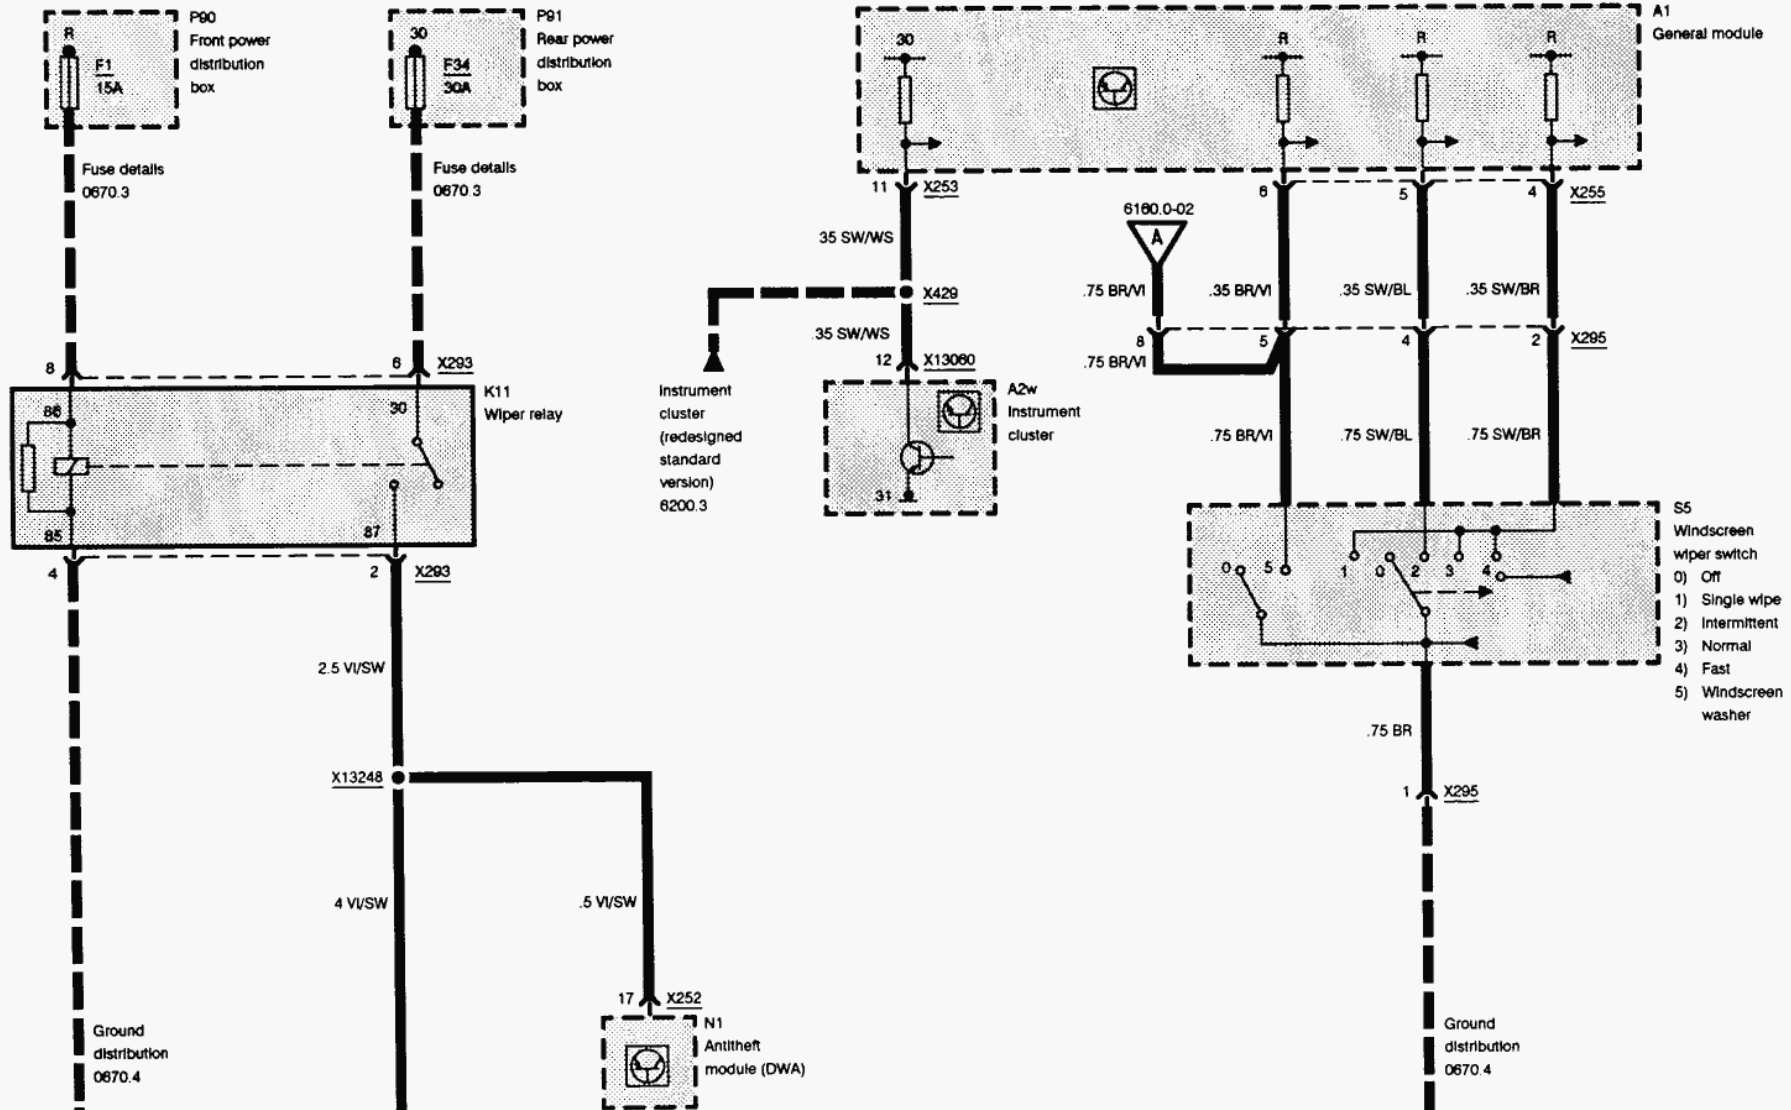 P90
Front power
distribution
box
R
F1
15A
Fuse details
0670.3
P91
Rear power
distribution
box
30
F34
30A
Fuse details
0670.3
A1
General module
30
R
R
R
11
X253
6
5
4
X255
.35 SW/WS
X429
.35 SW/WS
12
X13060
6160.0-02
A
.75 BR/VI
.35 BR/VI
.35 SW/BL
.35 SW/BR
8
5
4
2
X295
.75 BR/VI
.75 BR/VI
.75 SW/BL
.75 SW/BR
Instrument
cluster
(redesigned
standard
version)
6200.3
A2w
Instrument
cluster
31
8
6
X293
K11
Wiper relay
86
30
85
87
4
2
X293
S5
Windscreen
wiper switch
0) Off
1) Single wipe
2) Intermittent
3) Normal
4) Fast
5) Windscreen
washer
0
5
1
0
2
3
4
2.5 VI/SW
X13248
4 VI/SW
.5 VI/SW
17
X252
N1
Antitheft
module (DWA)
.75 BR
1
X295
Ground
distribution
0670.4
Ground
distribution
0670.4